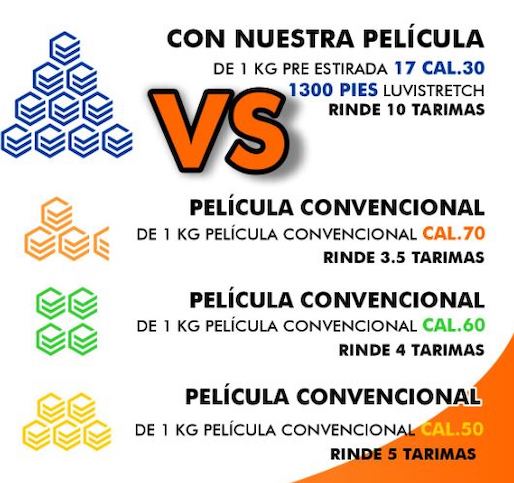 CON NUESTRA PELÍCULA
DE 1 KG PRE ESTIRADA 17 CAL.30
1300 PIES LUVISTRETCH
RINDE 10 TARIMAS
VS
PELÍCULA CONVENCIONAL
DE 1 KG PELÍCULA CONVENCIONAL CAL.70
RINDE 3.5 TARIMAS
PELÍCULA CONVENCIONAL
DE 1 KG PELÍCULA CONVENCIONAL CAL.60
RINDE 4 TARIMAS
PELÍCULA CONVENCIONAL
DE 1 KG PELÍCULA CONVENCIONAL CAL.50
RINDE 5 TARIMAS